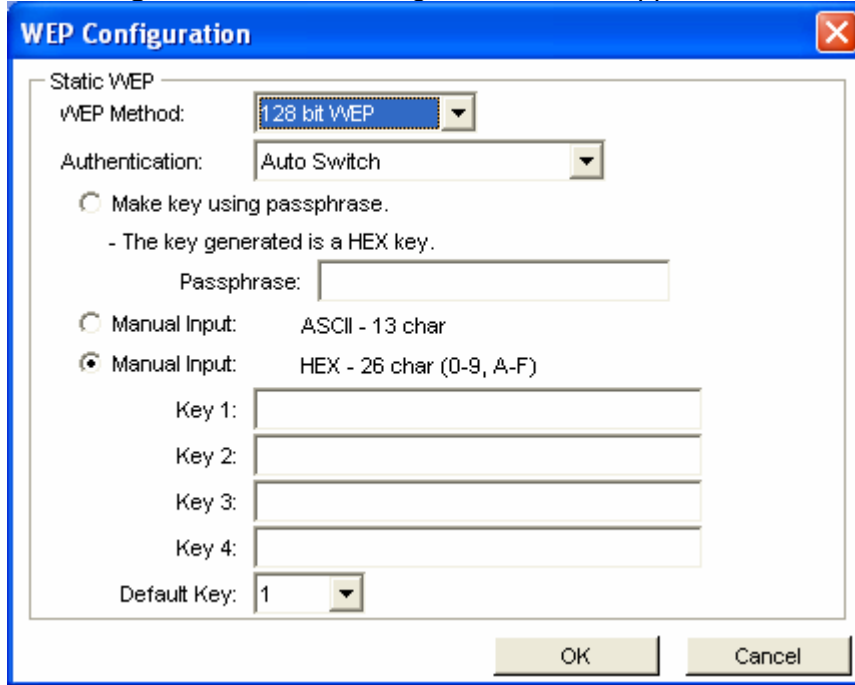 WEP Configuration
Static WEP
WEP Method: 128 bit WEP
Authentication: Auto Switch
Make key using passphrase.
- The key generated is a HEX key.
Passphrase:
Manual Input: ASCII - 13 char
Manual Input: HEX - 26 char (0-9, A-F)
Key 1:
Key 2:
Key 3:
Key 4:
Default Key: 1
OK Cancel